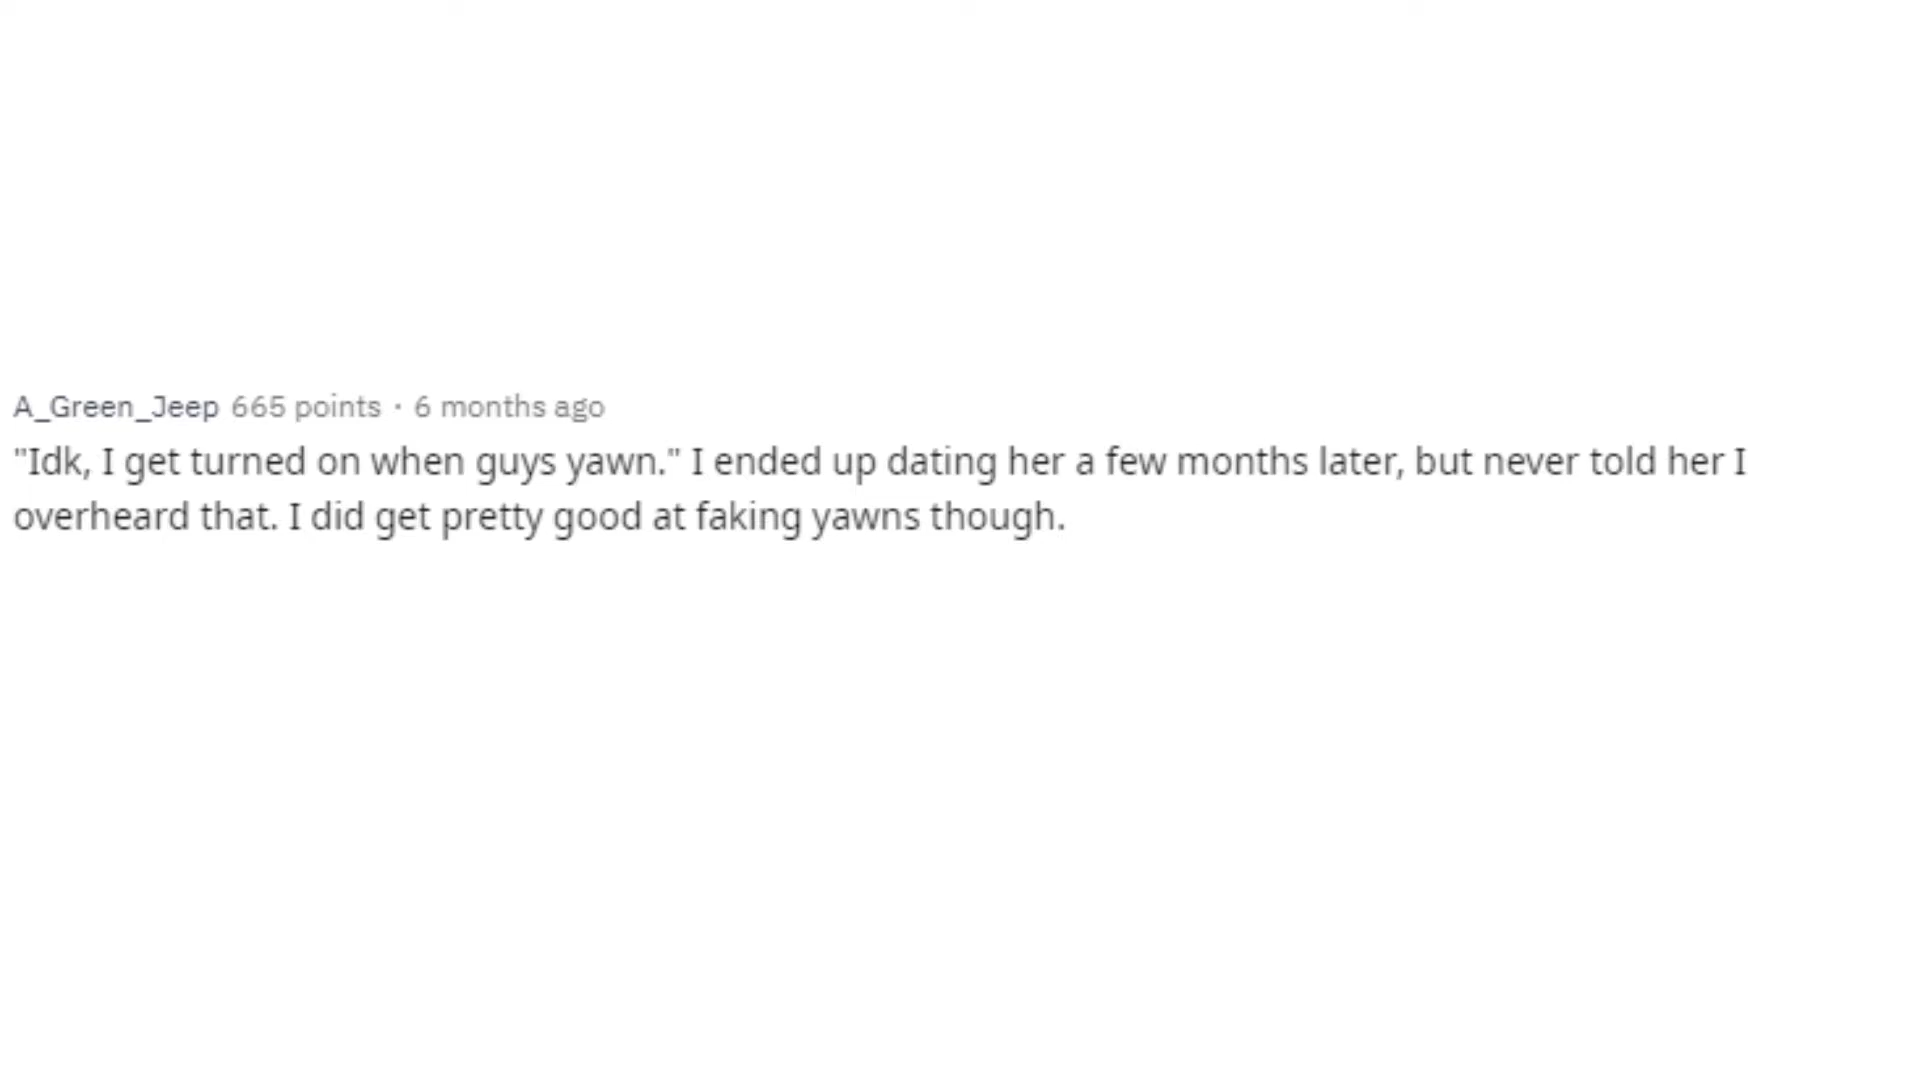 A_Green_Jeep 665 points · 6 months ago
"Idk, I get turned on when guys yawn." I ended up dating her a few months later, but never told her I
overheard that. I did get pretty good at faking yawns though.